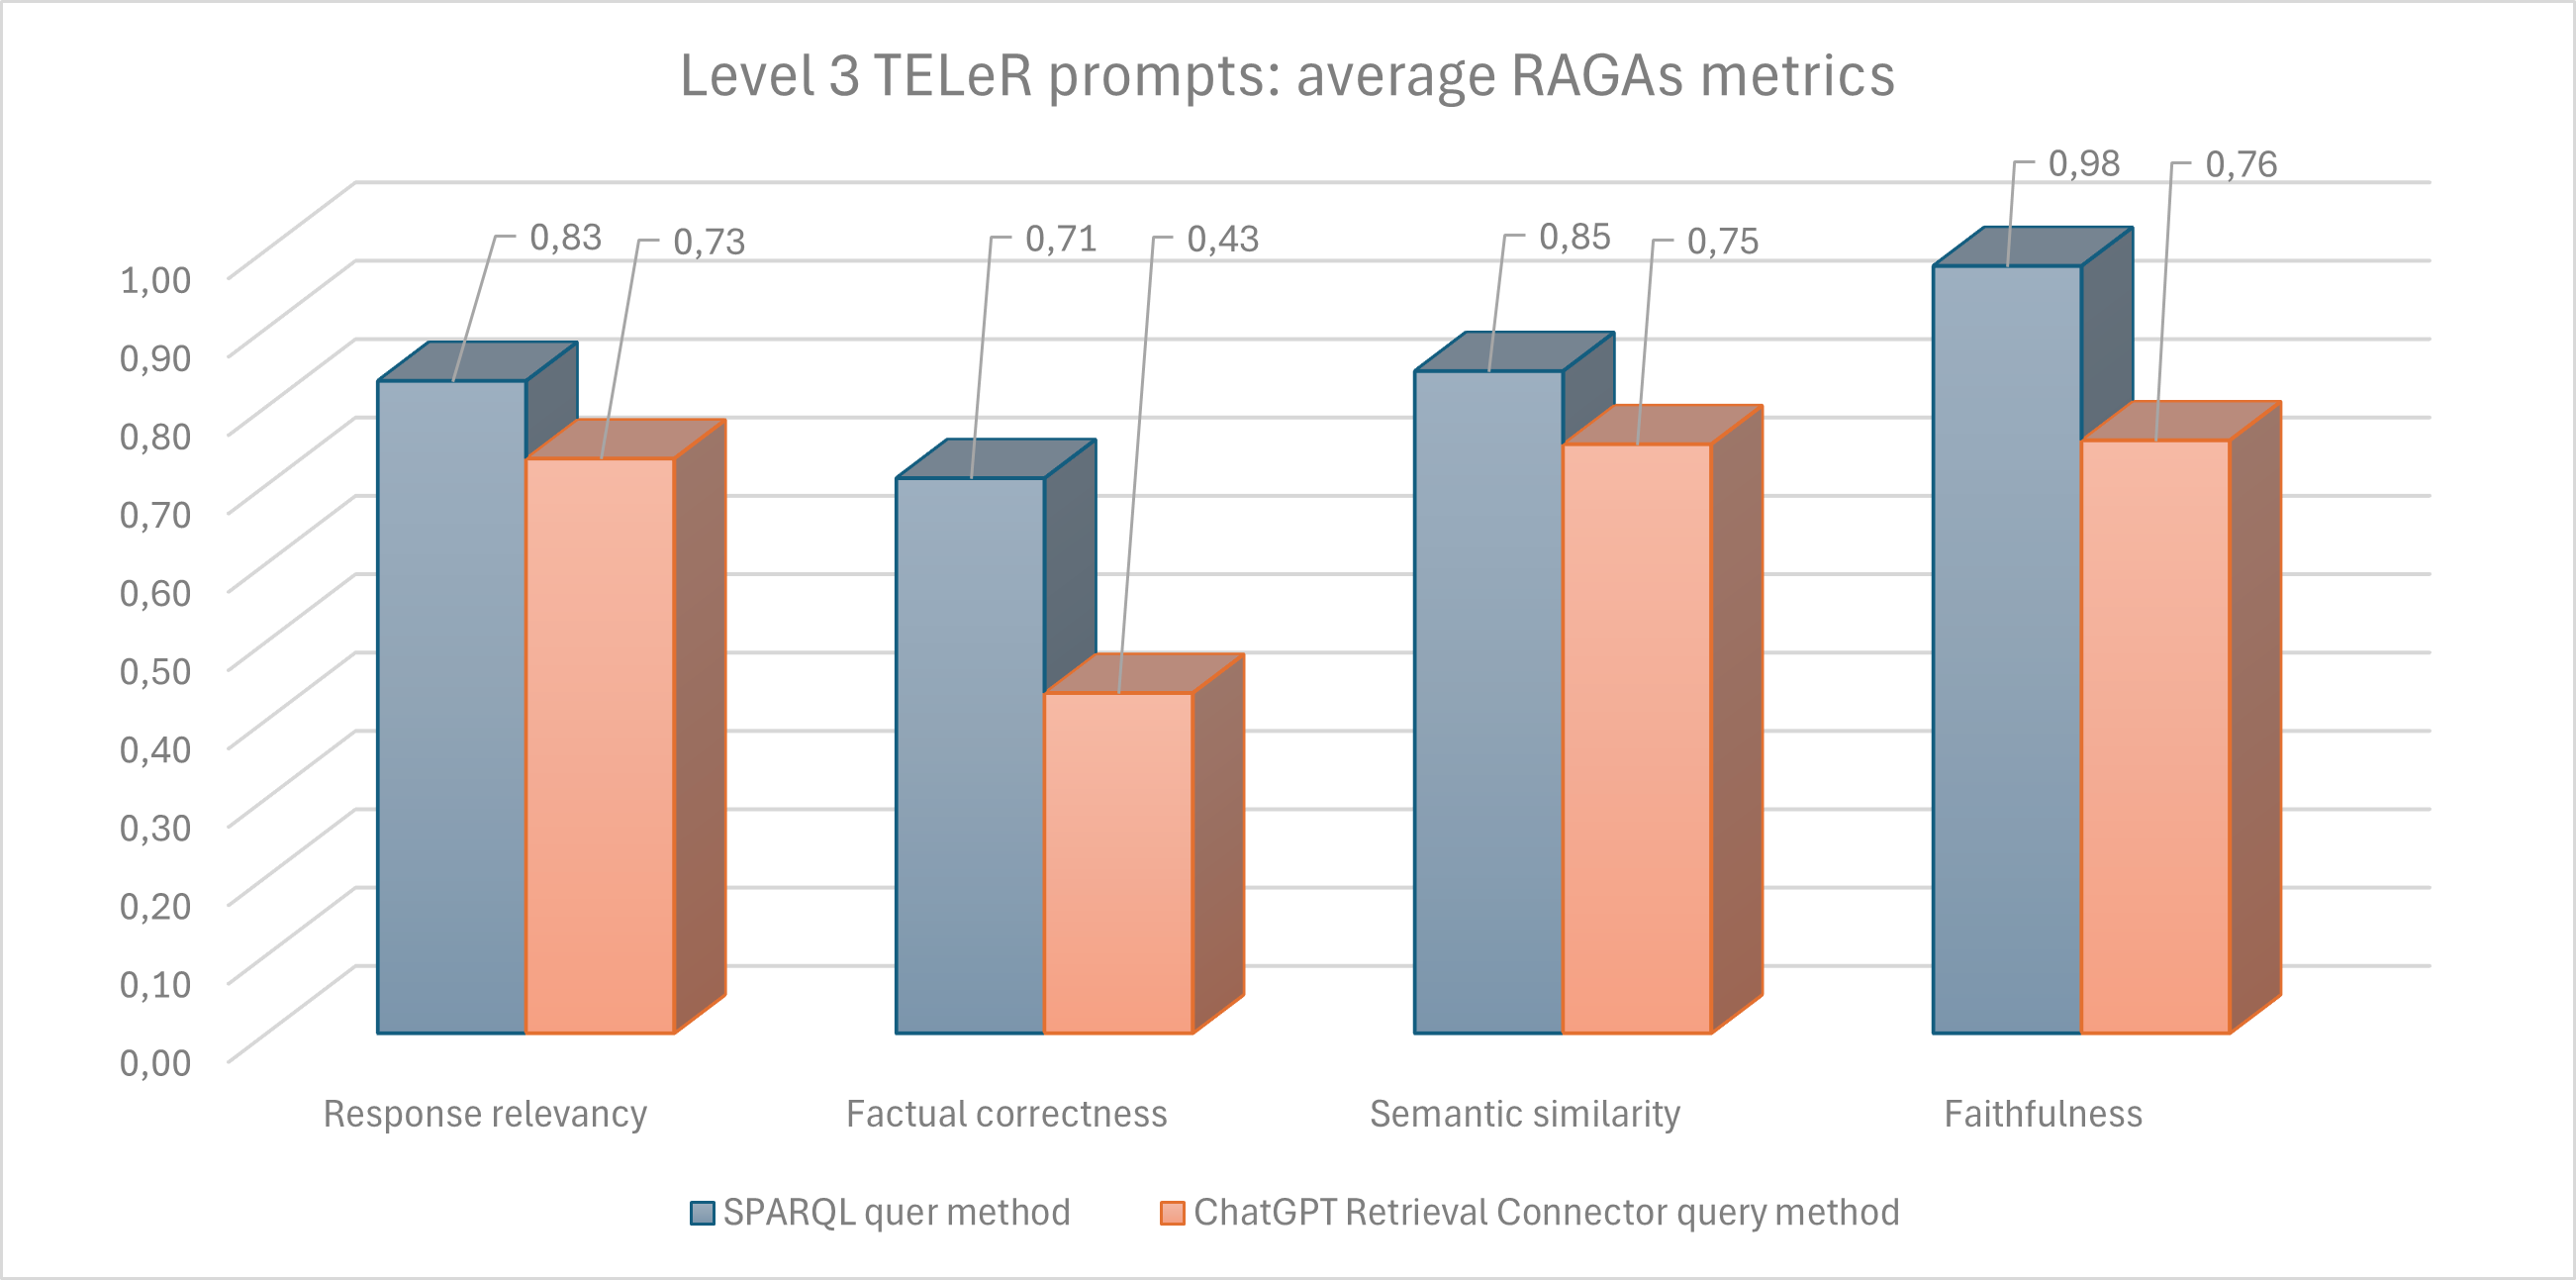 Level 3 TELeR prompts: average RAGAs metrics
0,98
0,76
0,83
0,73
0,71
0,43
0,85
0,75
1,00
0,90
0,80
0,70
0,60
0,50
0,40
0,30
0,20
0,10
0,00
Response relevancy
Factual correctness
Semantic similarity
Faithfulness
SPARQL quer method
ChatGPT Retrieval Connector query method